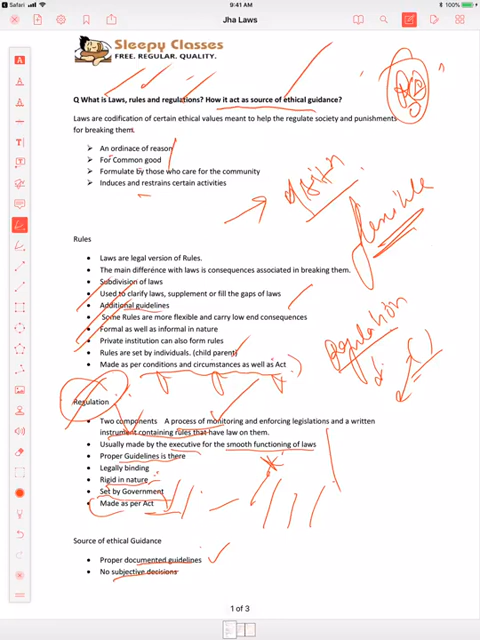 Safari
9:41 AM
100%
Jha Laws
Sleepy Classes
FREE. REGULAR. QUALITY.
Q What is Laws, rules and regulations? How it act as source of ethical guidance?
Laws are codification of certain ethical values meant to help the regulate society and punishments
for breaking them.
An ordinace of reason
For Common good
Formulate by those who care for the community
Induces and restrains certain activities
flexible
Rules
Laws are legal version of Rules.
The main difference with laws is consequences associated in breaking them.
Subdivision of laws
Used to clarify laws, supplement or fill the gaps of laws
Additional guidelines
Some Rules are more flexible and carry low end consequences
Formal as well as informal in nature
Private institution can also form rules
Rules are set by individuals. (child parent)
Made as per conditions and circumstances as well as Act
Regulation
Regulation
Two components A process of monitoring and enforcing legislations and a written
instrument containing rules that have law on them.
Usually made by the executive for the smooth functioning of laws
Proper Guidelines is there
Legally binding
Rigid in nature
Set by Government
Made as per Act
Source of ethical Guidance
Proper documented guidelines
No subjective decisions
1 of 3